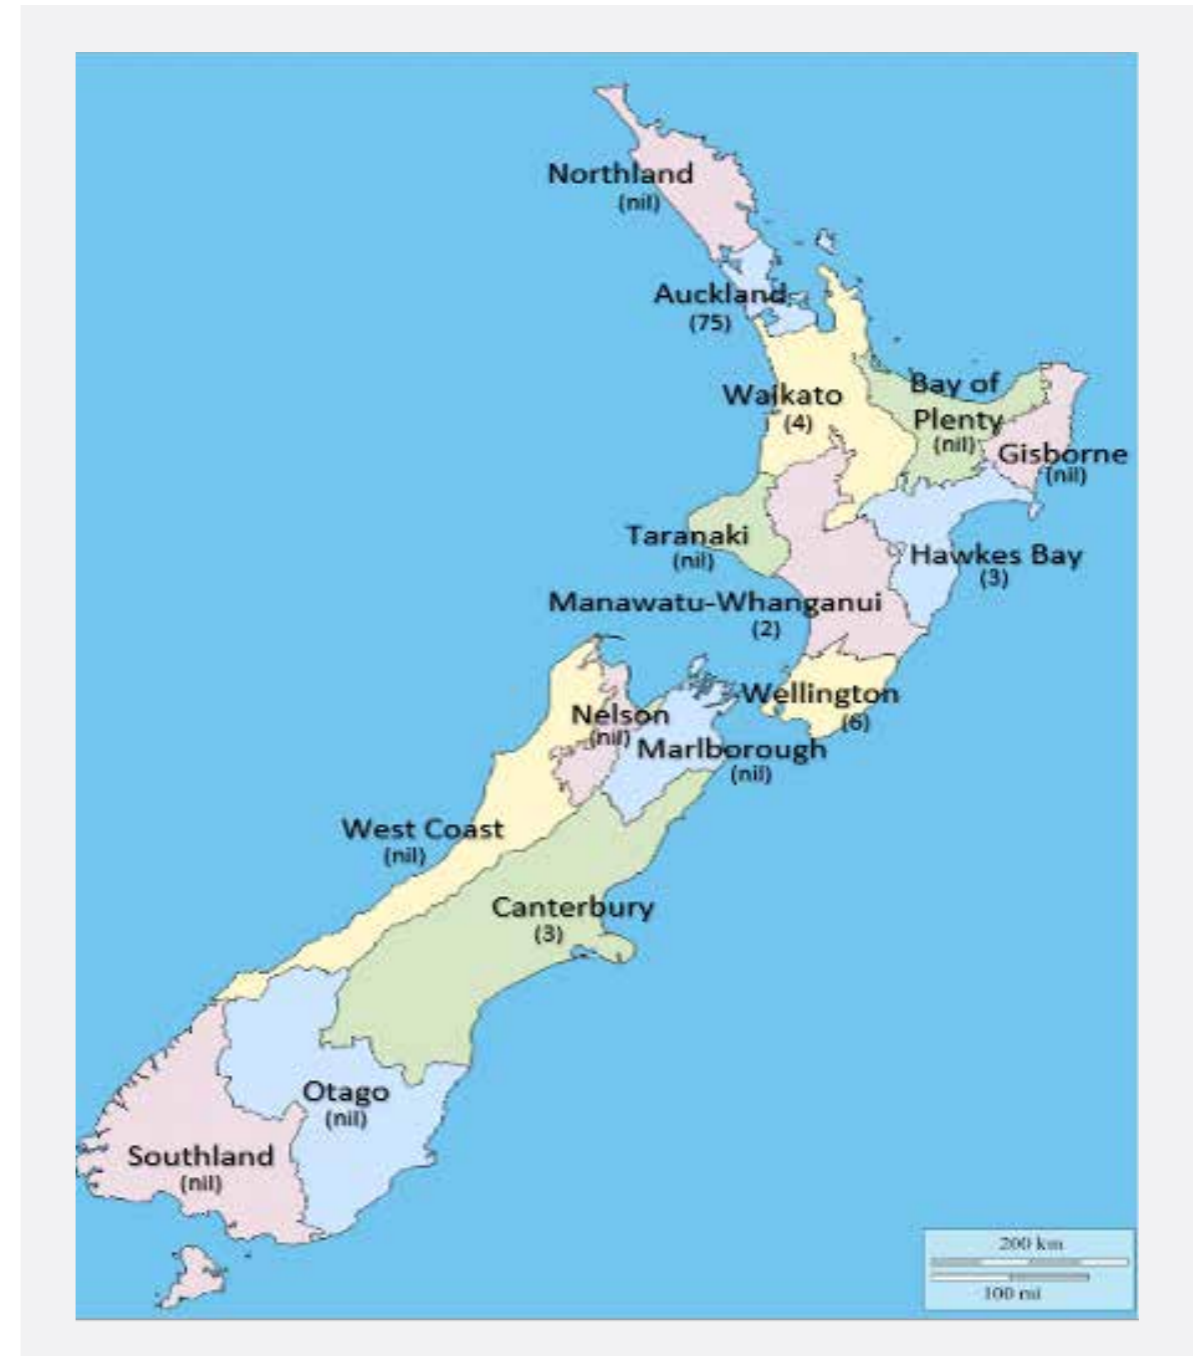 Northland
(nil)
Auckland
(75)
Waikato
(4)
Bay of
Plenty
(nil)
Gisborne
(nil)
Taranaki
(nil)
Hawkes Bay
(3)
Manawatu-Whanganui
(2)
Wellington
(6)
Nelson
(nil)
Marlborough
(nil)
West Coast
(nil)
Canterbury
(3)
Otago
(nil)
Southland
(nil)
200 km
100 mi